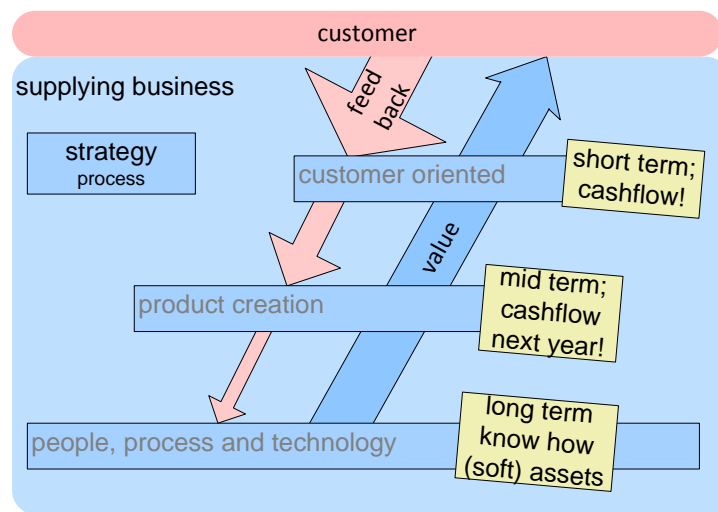 customer
supplying business
feed
back
strategy
process
customer oriented
short term;
cashflow!
value
product creation
mid term;
cashflow
next year!
people, process and technology
long term
know how
(soft) assets